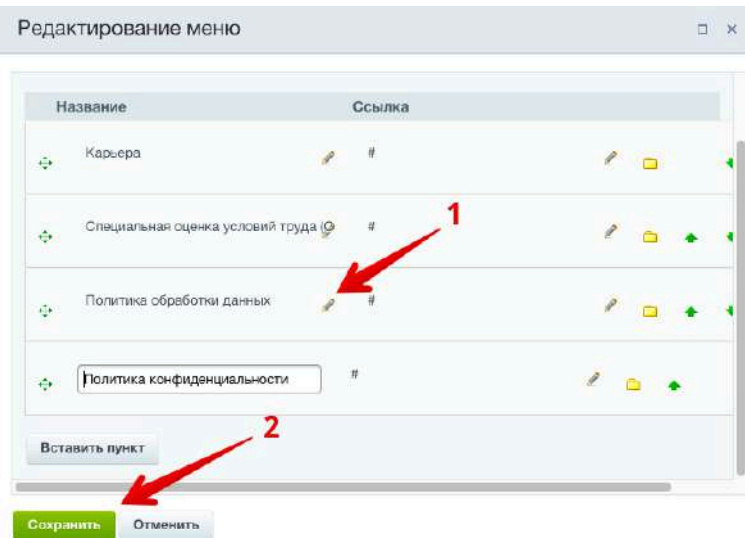 Редактирование меню
Название Ссылка
Карьера #
Специальная оценка условий труда (О #
1
Политика обработки данных #
Политика конфиденциальности #
2
Вставить пункт
Сохранить Отменить